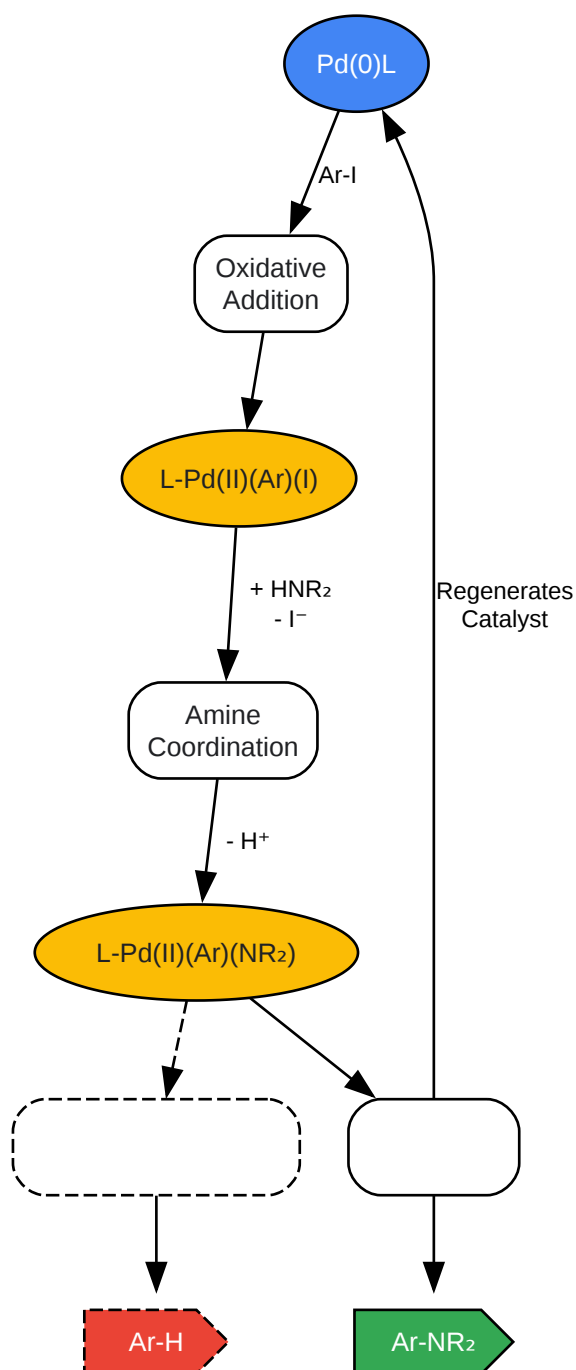 Pd(0)L
Ar-I
Oxidative
Addition
L-Pd(II)(Ar)(I)
+ HNR₂
- I⁻
Regenerates
Catalyst
Amine
Coordination
- H⁺
L-Pd(II)(Ar)(NR₂)
Ar-H
Ar-NR₂